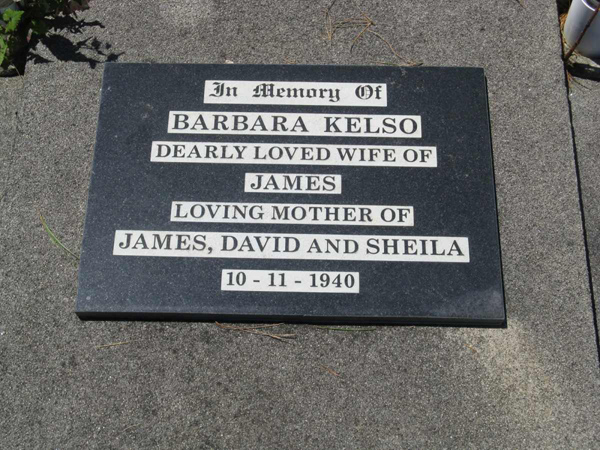 In Memory Of
BARBARA KELSO
DEARLY LOVED WIFE OF
JAMES
LOVING MOTHER OF
JAMES, DAVID AND SHEILA
10 - 11 - 1940